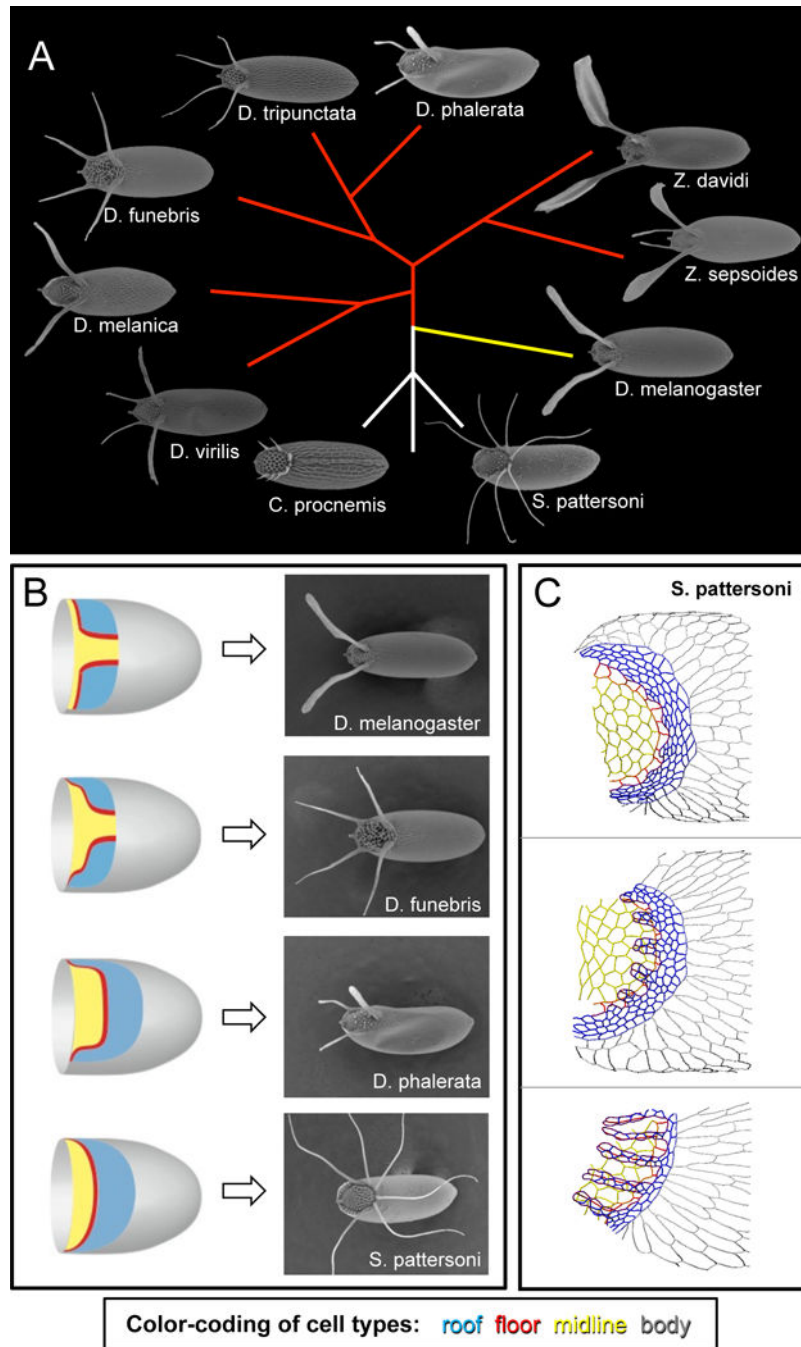 A
D. tripunctata
D. phalerata
Z. davidi
D. funebris
Z. sepsoides
D. melanica
D. melanogaster
D. virilis
C. procnemis
S. pattersoni
B
D. melanogaster
D. funebris
D. phalerata
S. pattersoni
C
S. pattersoni
Color-coding of cell types: roof floor midline body